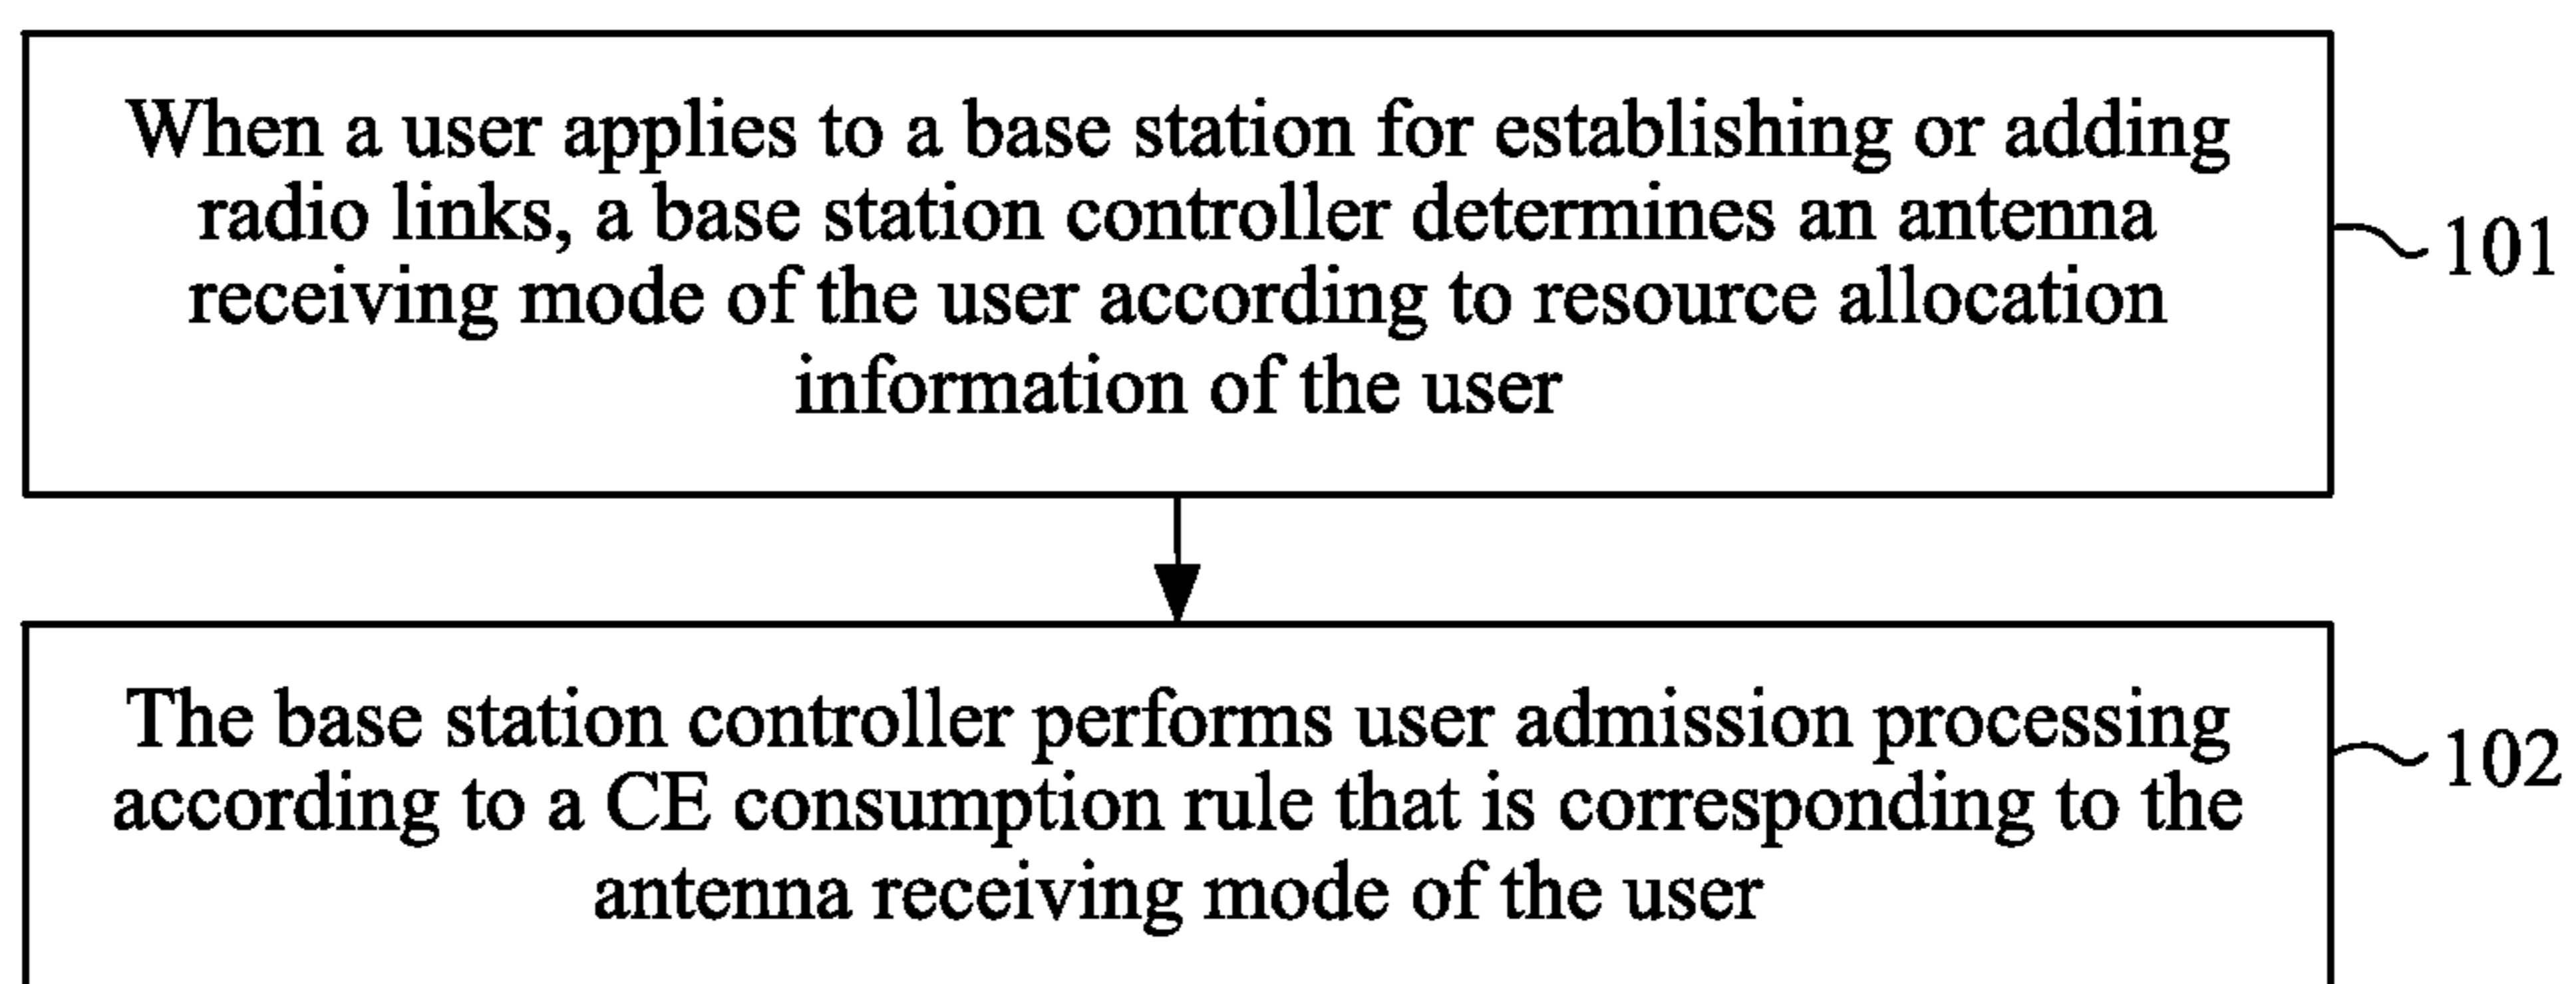 When a user applies to a base station for establishing or adding
radio links, a base station controller determines an antenna
receiving mode of the user according to resource allocation
information of the user
101
The base station controller performs user admission processing
according to a CE consumption rule that is corresponding to the
antenna receiving mode of the user
102